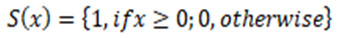 S(x) = {1, ifx ≥ 0; 0, otherwise}